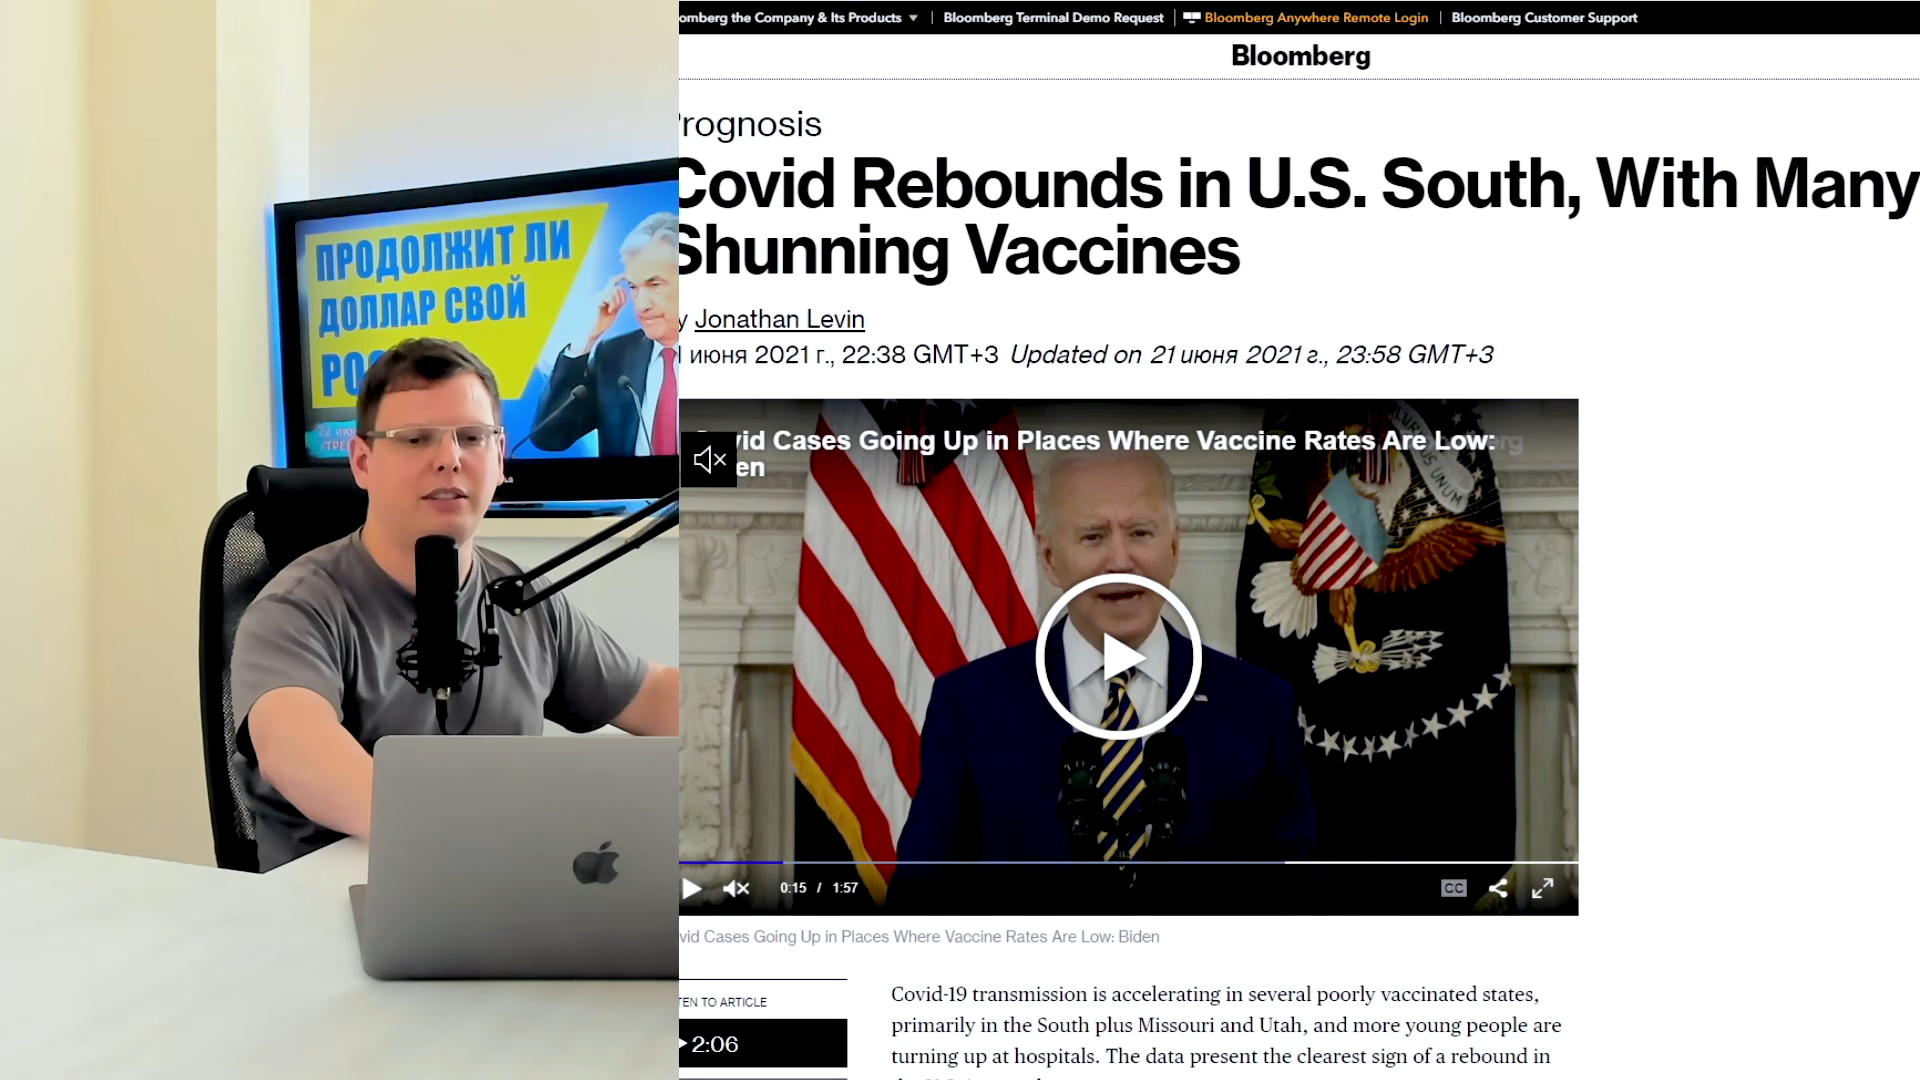 ПРОДОЛЖИТ ЛИ
ДОЛЛАР СВОЙ
22
omberg the Company & Its Products
Bloomberg Terminal Demo Request
Bloomberg Anywhere Remote Login
Bloomberg Customer Support
Bloomberg
rognosis
Covid Rebounds in U.S. South, With Many
Shunning Vaccines
y Jonathan Levin
1 июня 2021 г., 22:38 GMT+3 Updated on 21 июня 2021 г., 23:58 GMT+3
vid Cases Going Up in Places Where Vaccine Rates Are Low:
en
0:15 / 1:57
CC
vid Cases Going Up in Places Where Vaccine Rates Are Low: Biden
TEN TO ARTICLE
2:06
Covid-19 transmission is accelerating in several poorly vaccinated states,
primarily in the South plus Missouri and Utah, and more young people are
turning up at hospitals. The data present the clearest sign of a rebound in